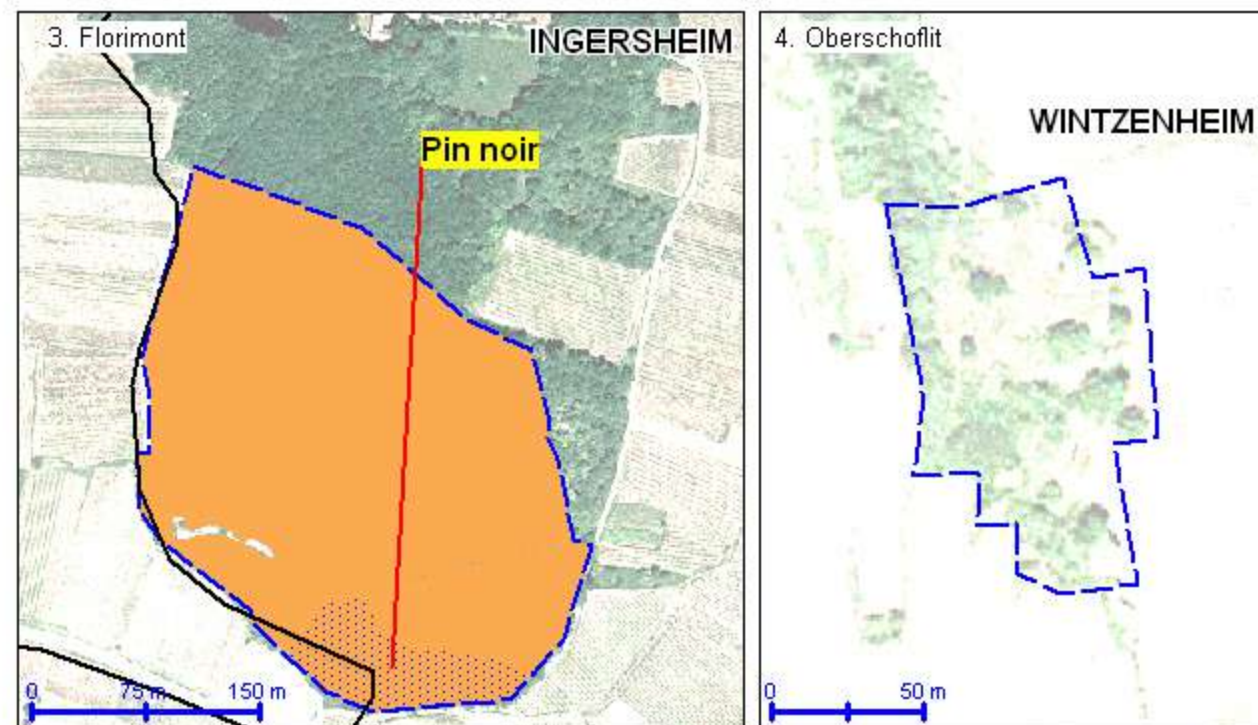 3. Florimont
INGERSHEIM
Pin noir
0 75 m 150 m
4. Oberschoflit
WINTZENHEIM
0 50 m